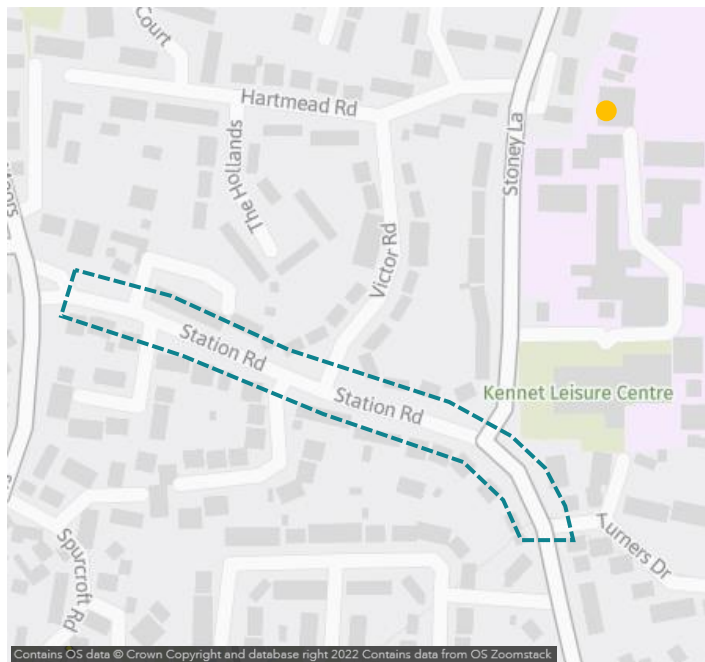 Court
Hartmead Rd
The Hollands
Stoney La
Victor Rd
Station Rd
Station Rd
Kennet Leisure Centre
Turners Dr
Spurcroft Rd
Contains OS data © Crown Copyright and database right 2022 Contains data from OS Zoomstack